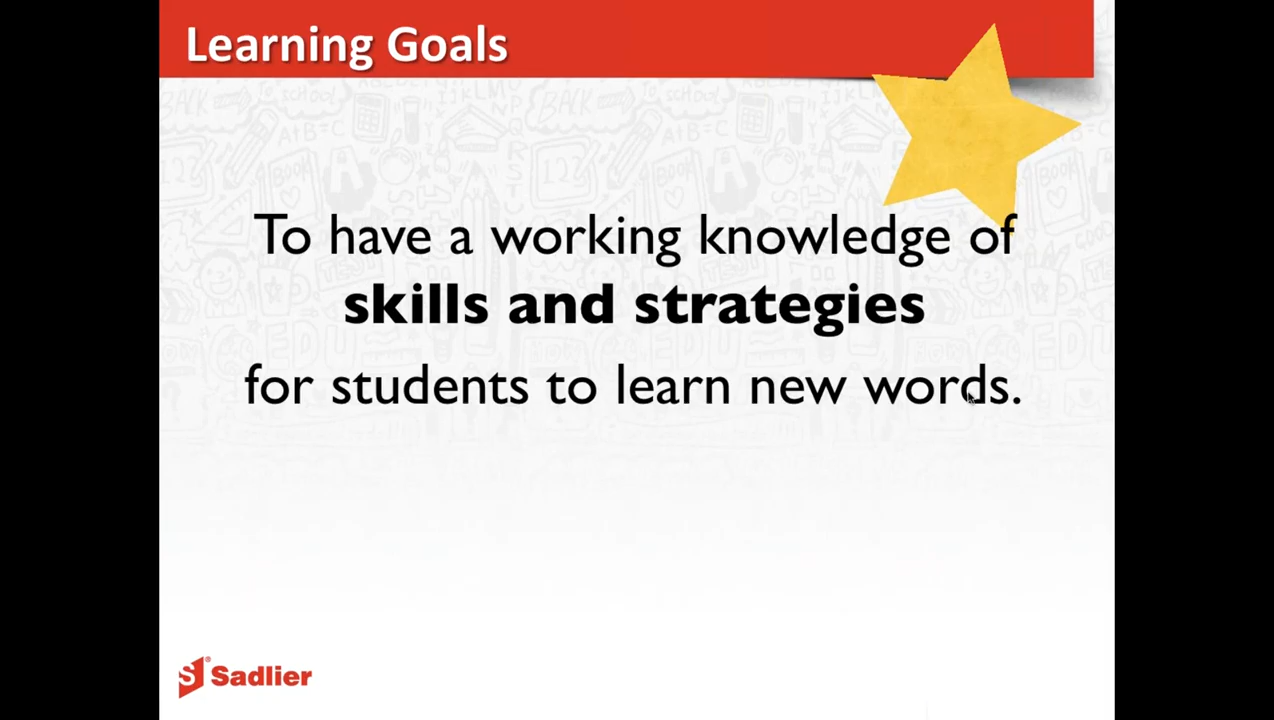 Learning Goals
To have a working knowledge of
skills and strategies
for students to learn new words.
Sadlier